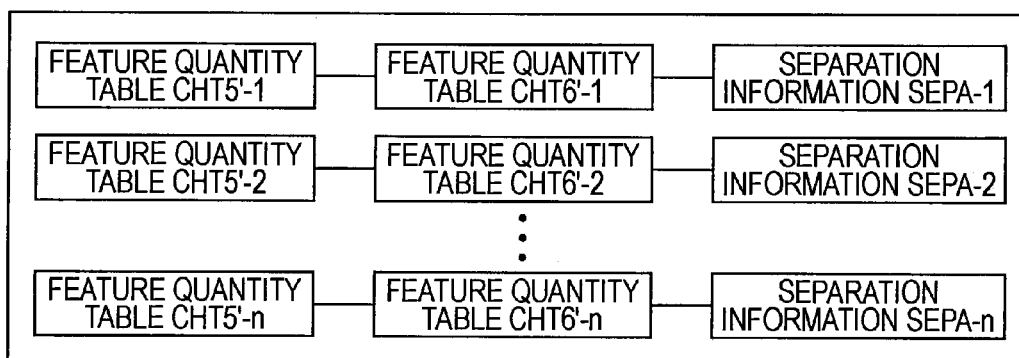 FEATURE QUANTITY
TABLE CHT5'-1
FEATURE QUANTITY
TABLE CHT6'-1
SEPARATION
INFORMATION SEPA-1
FEATURE QUANTITY
TABLE CHT5'-2
FEATURE QUANTITY
TABLE CHT6'-2
SEPARATION
INFORMATION SEPA-2
FEATURE QUANTITY
TABLE CHT5'-n
FEATURE QUANTITY
TABLE CHT6'-n
SEPARATION
INFORMATION SEPA-n